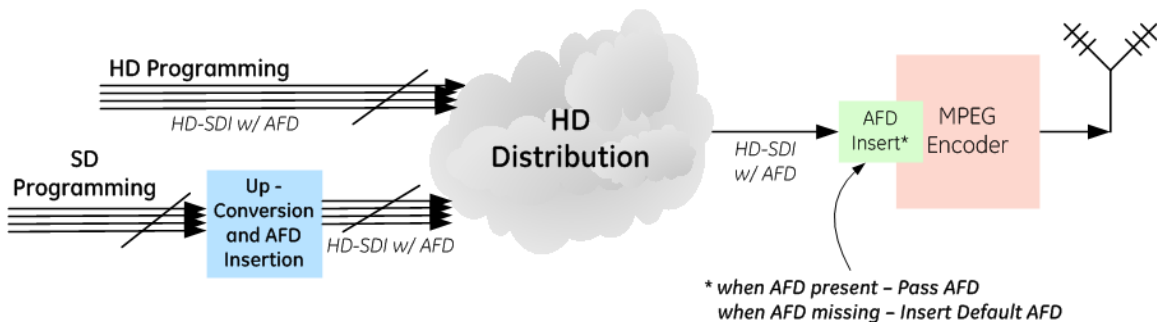 HD Programming
HD-SDI w/ AFD
SD
Programming
Up -
Conversion
and AFD
Insertion
HD-SDI w/ AFD
HD
Distribution
HD-SDI
w/ AFD
AFD
Insert*
MPEG
Encoder
* when AFD present – Pass AFD
when AFD missing – Insert Default AFD